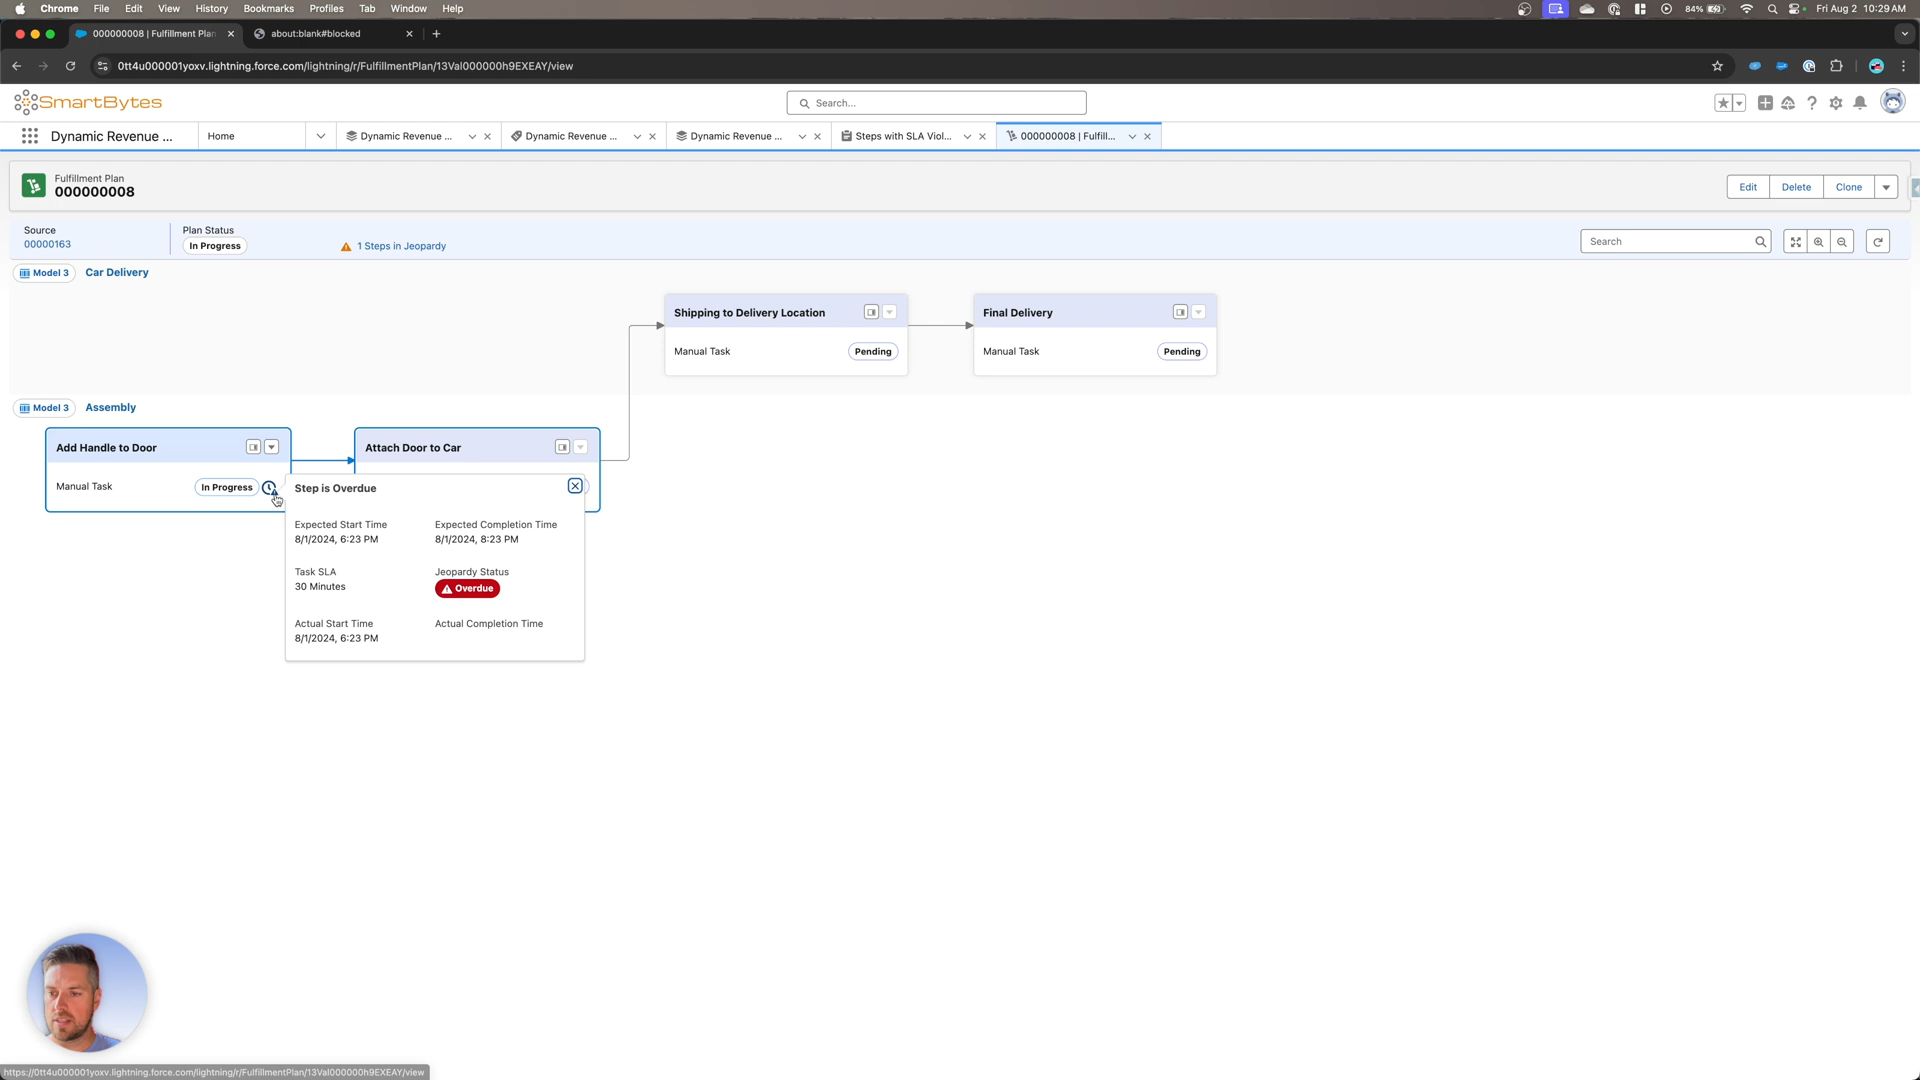 Chrome File Edit View History Bookmarks Profiles Tab Window Help 84% Fri Aug 2 10:29 AM
000000008 | Fulfillment Plan about:blank#blocked
0tt4u000001yoxv.lightning.force.com/lightning/r/FulfillmentPlan/13Val000000h9EXEAY/view
SmartBytes Search...
Dynamic Revenue ... Home Dynamic Revenue ... Dynamic Revenue ... Dynamic Revenue ... Steps with SLA Viol... 000000008 | Fulfill...
Fulfillment Plan
000000008
Edit Delete Clone
Source Plan Status
00000163 In Progress 1 Steps in Jeopardy Search
Model 3 Car Delivery
Shipping to Delivery Location Final Delivery
Manual Task Pending Manual Task Pending
Model 3 Assembly
Add Handle to Door Attach Door to Car
Manual Task In Progress
Step is Overdue
Expected Start Time Expected Completion Time
8/1/2024, 6:23 PM 8/1/2024, 8:23 PM
Task SLA Jeopardy Status
30 Minutes Overdue
Actual Start Time Actual Completion Time
8/1/2024, 6:23 PM
https://0tt4u000001yoxv.lightning.force.com/lightning/r/FulfillmentPlan/13Val000000h9EXEAY/view